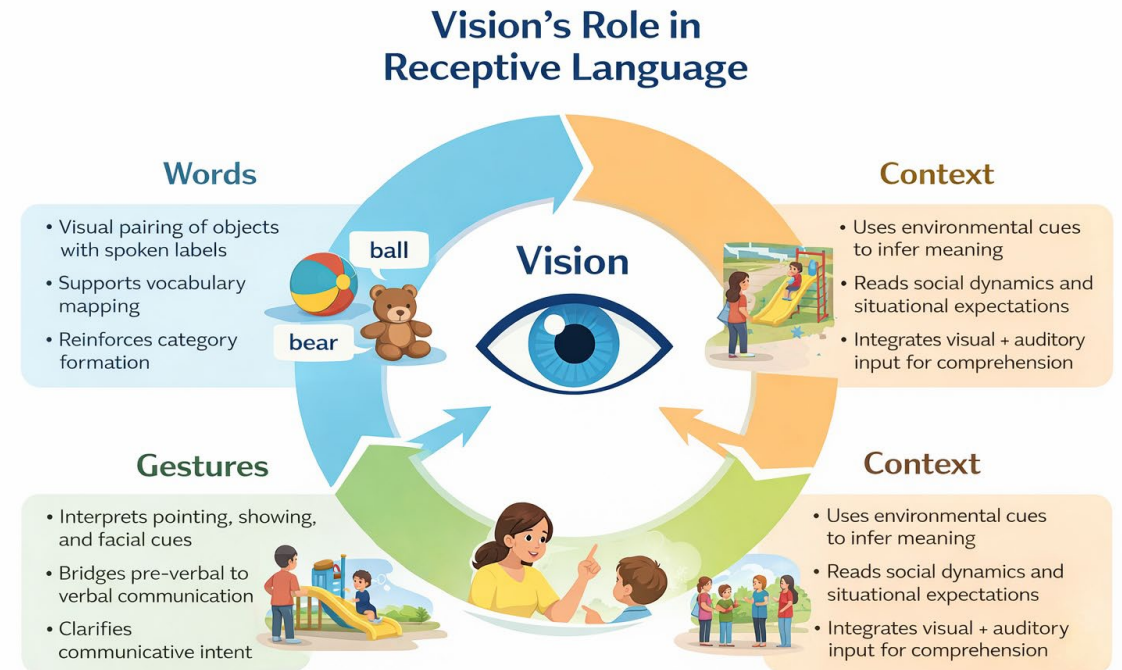 Vision's Role in
Receptive Language
Words
• Visual pairing of objects
with spoken labels
• Supports vocabulary
mapping
• Reinforces category
formation
ball
bear
Vision
Context
• Uses environmental cues
to infer meaning
• Reads social dynamics and
situational expectations
• Integrates visual + auditory
input for comprehension
Gestures
• Interprets pointing, showing,
and facial cues
• Bridges pre-verbal to
verbal communication
• Clarifies
communicative intent
Context
• Uses environmental cues
to infer meaning
• Reads social dynamics and
situational expectations
• Integrates visual + auditory
input for comprehension